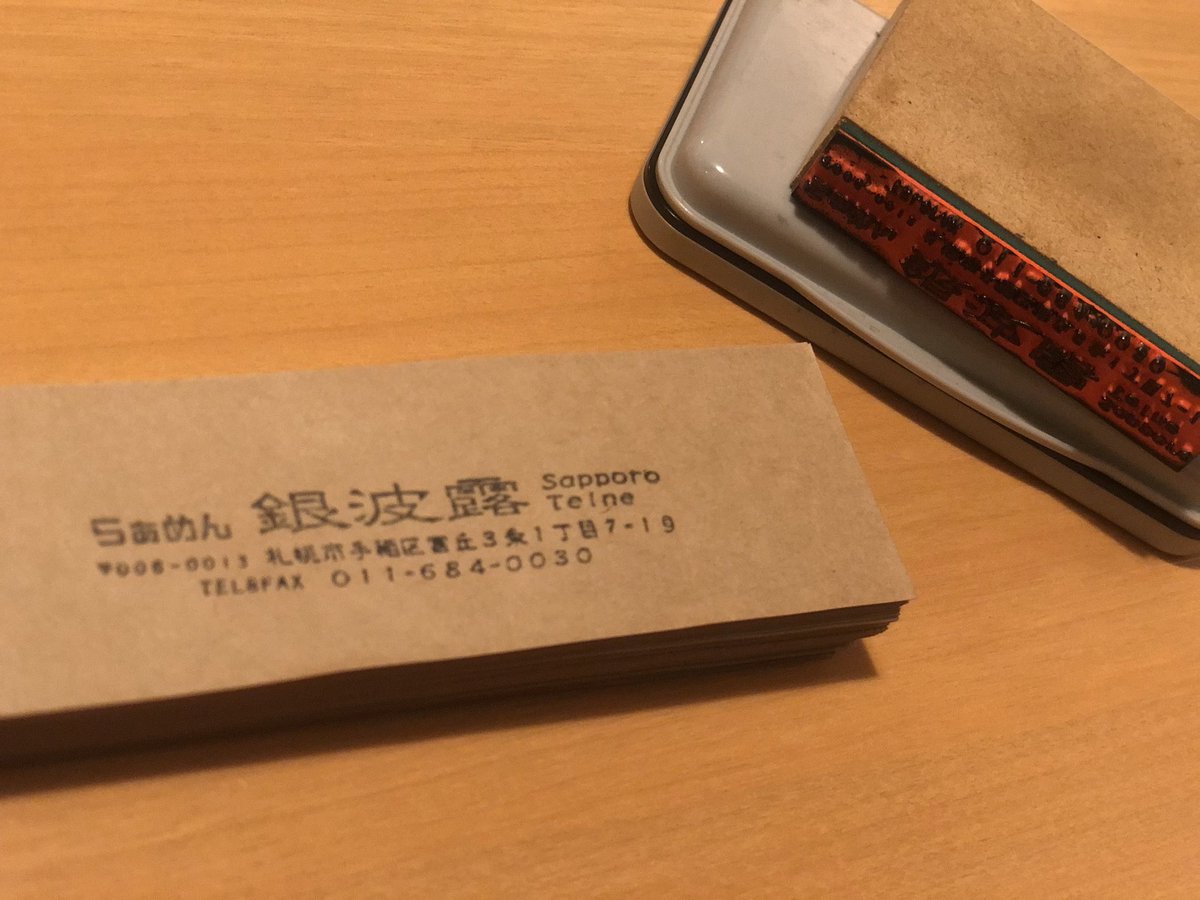 らぁめん 銀波露 Sapporo Teine
〒006-0013 札幌市手稲区富丘3条1丁目7-19
TEL&FAX 011-684-0030